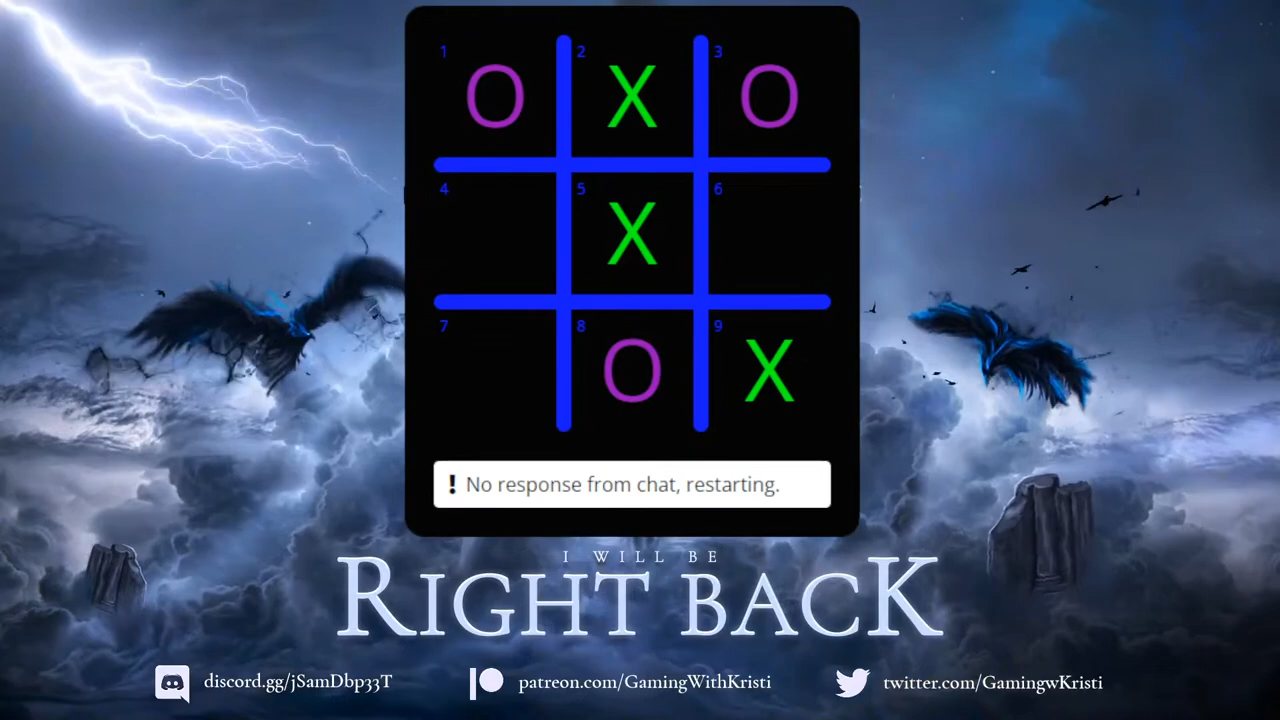 1 2 3
O X O
4 5 6
X
7 8 9
O X
! No response from chat, restarting.
I WILL BE
RIGHT BACK
discord.gg/jSamDbp33T patreon.com/GamingWithKristi twitter.com/GamingwKristi